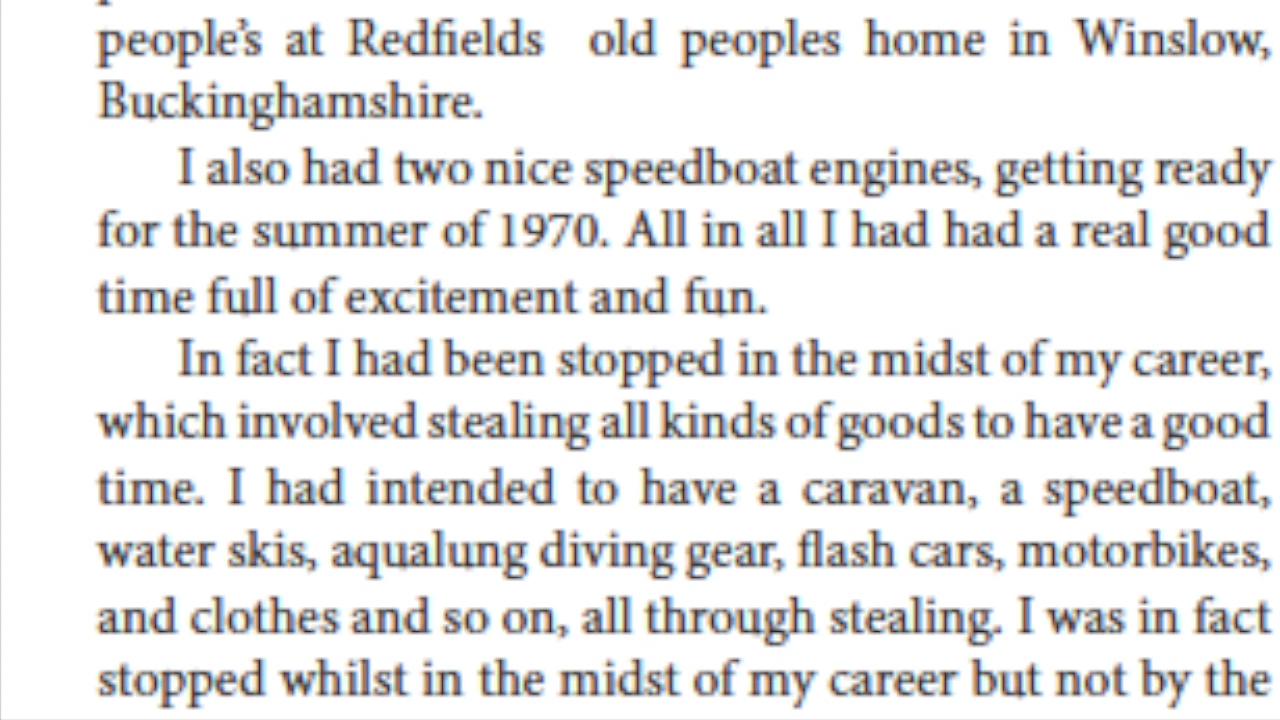 people's at Redfields old peoples home in Winslow,
Buckinghamshire.
I also had two nice speedboat engines, getting ready
for the summer of 1970. All in all I had had a real good
time full of excitement and fun.
In fact I had been stopped in the midst of my career,
which involved stealing all kinds of goods to have a good
time. I had intended to have a caravan, a speedboat,
water skis, aqualung diving gear, flash cars, motorbikes,
and clothes and so on, all through stealing. I was in fact
stopped whilst in the midst of my career but not by the